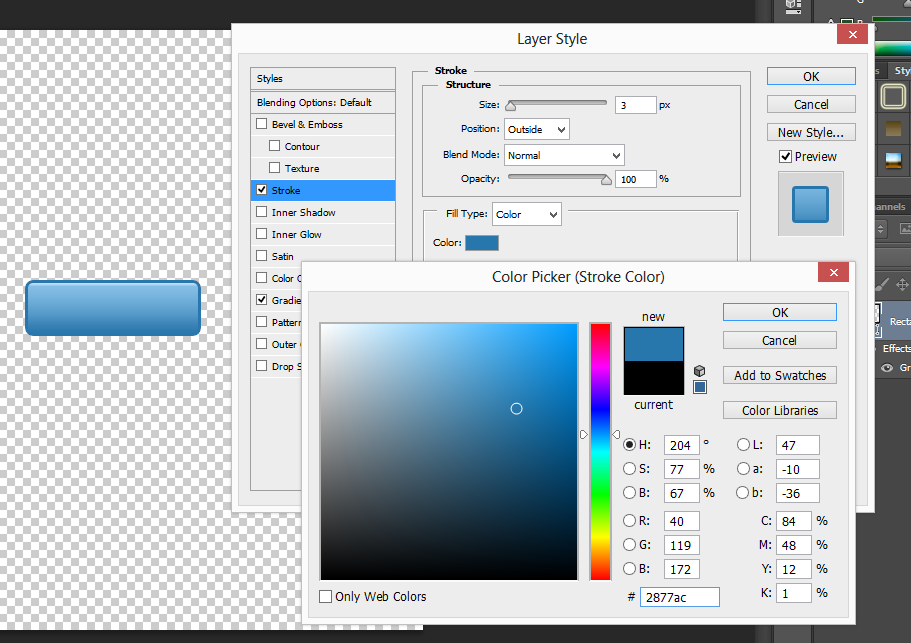 Layer Style
Styles
Blending Options: Default
Bevel & Emboss
Contour
Texture
Stroke
Inner Shadow
Inner Glow
Satin
Color
Gradie
Pattern
Outer
Drop S
Stroke
Structure
Size: 3 px
Position: Outside
Blend Mode: Normal
Opacity: 100 %
Fill Type: Color
Color:
OK
Cancel
New Style...
Preview
Color Picker (Stroke Color)
new
current
OK
Cancel
Add to Swatches
Color Libraries
H: 204 °
S: 77 %
B: 67 %
R: 40
G: 119
B: 172
# 2877ac
L: 47
a: -10
b: -36
C: 84 %
M: 48 %
Y: 12 %
K: 1 %
Only Web Colors
Sty
annels
Recta
Effects
Gr